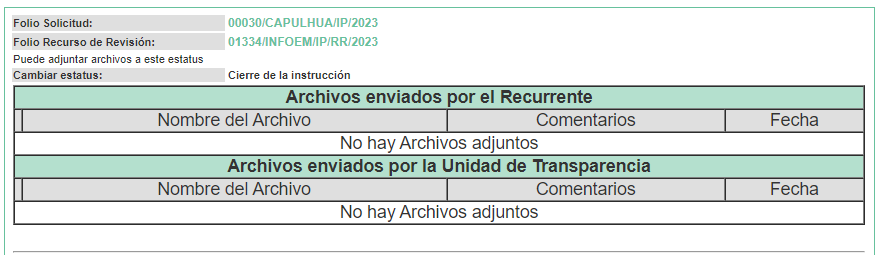 Folio Solicitud: 00030/CAPULHUA/IP/2023
Folio Recurso de Revisión: 01334/INFOEM/IP/RR/2023
Puede adjuntar archivos a este estatus
Cambiar estatus: Cierre de la instrucción
Archivos enviados por el Recurrente
Nombre del Archivo Comentarios Fecha
No hay Archivos adjuntos
Archivos enviados por la Unidad de Transparencia
Nombre del Archivo Comentarios Fecha
No hay Archivos adjuntos